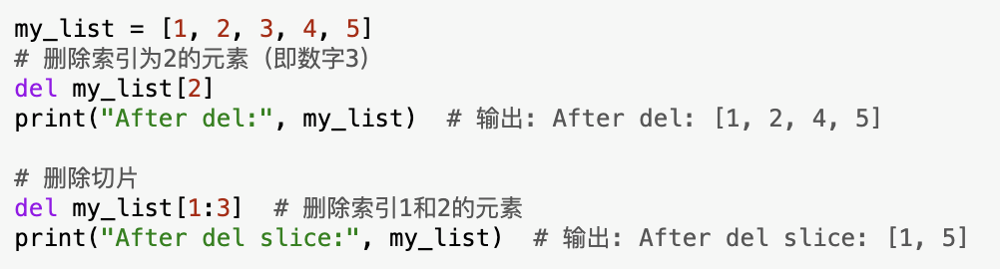 my_list = [1, 2, 3, 4, 5]
# 删除索引为2的元素（即数字3）
del my_list[2]
print("After del:", my_list)  # 输出: After del: [1, 2, 4, 5]
# 删除切片
del my_list[1:3]  # 删除索引1和2的元素
print("After del slice:", my_list)  # 输出: After del slice: [1, 5]